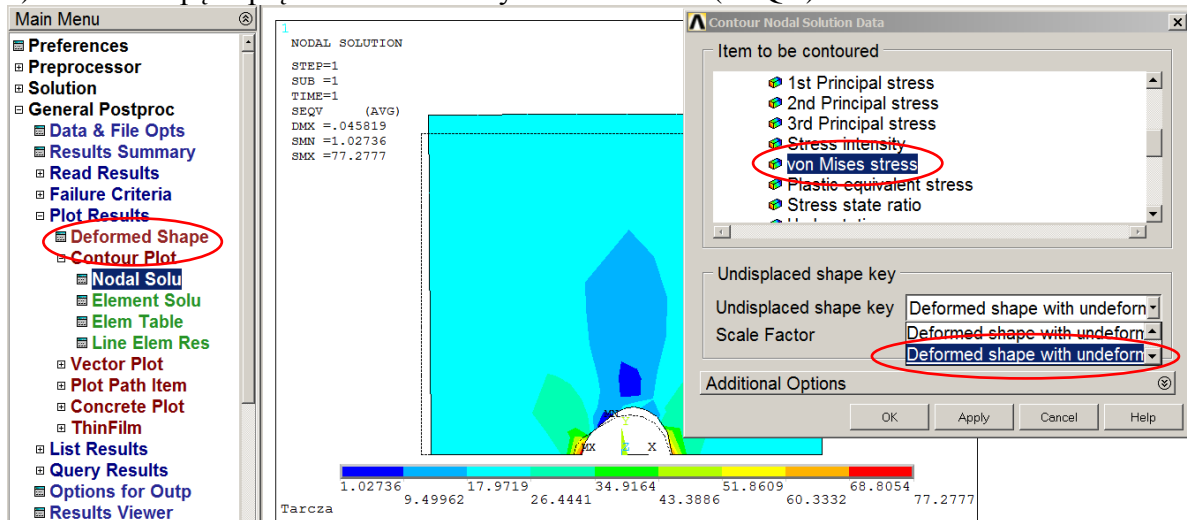 Main Menu
Preferences
Preprocessor
Solution
General Postproc
Data & File Opts
Results Summary
Read Results
Failure Criteria
Plot Results
Deformed Shape
Contour Plot
Nodal Solu
Element Solu
Elem Table
Line Elem Res
Vector Plot
Plot Path Item
Concrete Plot
ThinFilm
List Results
Query Results
Options for Outp
Results Viewer
1
NODAL SOLUTION
STEP=1
SUB =1
TIME=1
SEQV (AVG)
DMX =.045819
SMN =1.02736
SMX =77.2777
MX Z X
1.02736 17.9719 34.9164 51.8609 68.8054
9.49962 26.4441 43.3886 60.3332 77.2777
Tarcza
Contour Nodal Solution Data
Item to be contoured
1st Principal stress
2nd Principal stress
3rd Principal stress
Stress intensity
von Mises stress
Plastic equivalent stress
Stress state ratio
Undisplaced shape key
Undisplaced shape key Deformed shape with undeforn
Scale Factor Deformed shape with undeforn
Deformed shape with undeforn
Additional Options
OK Apply Cancel Help